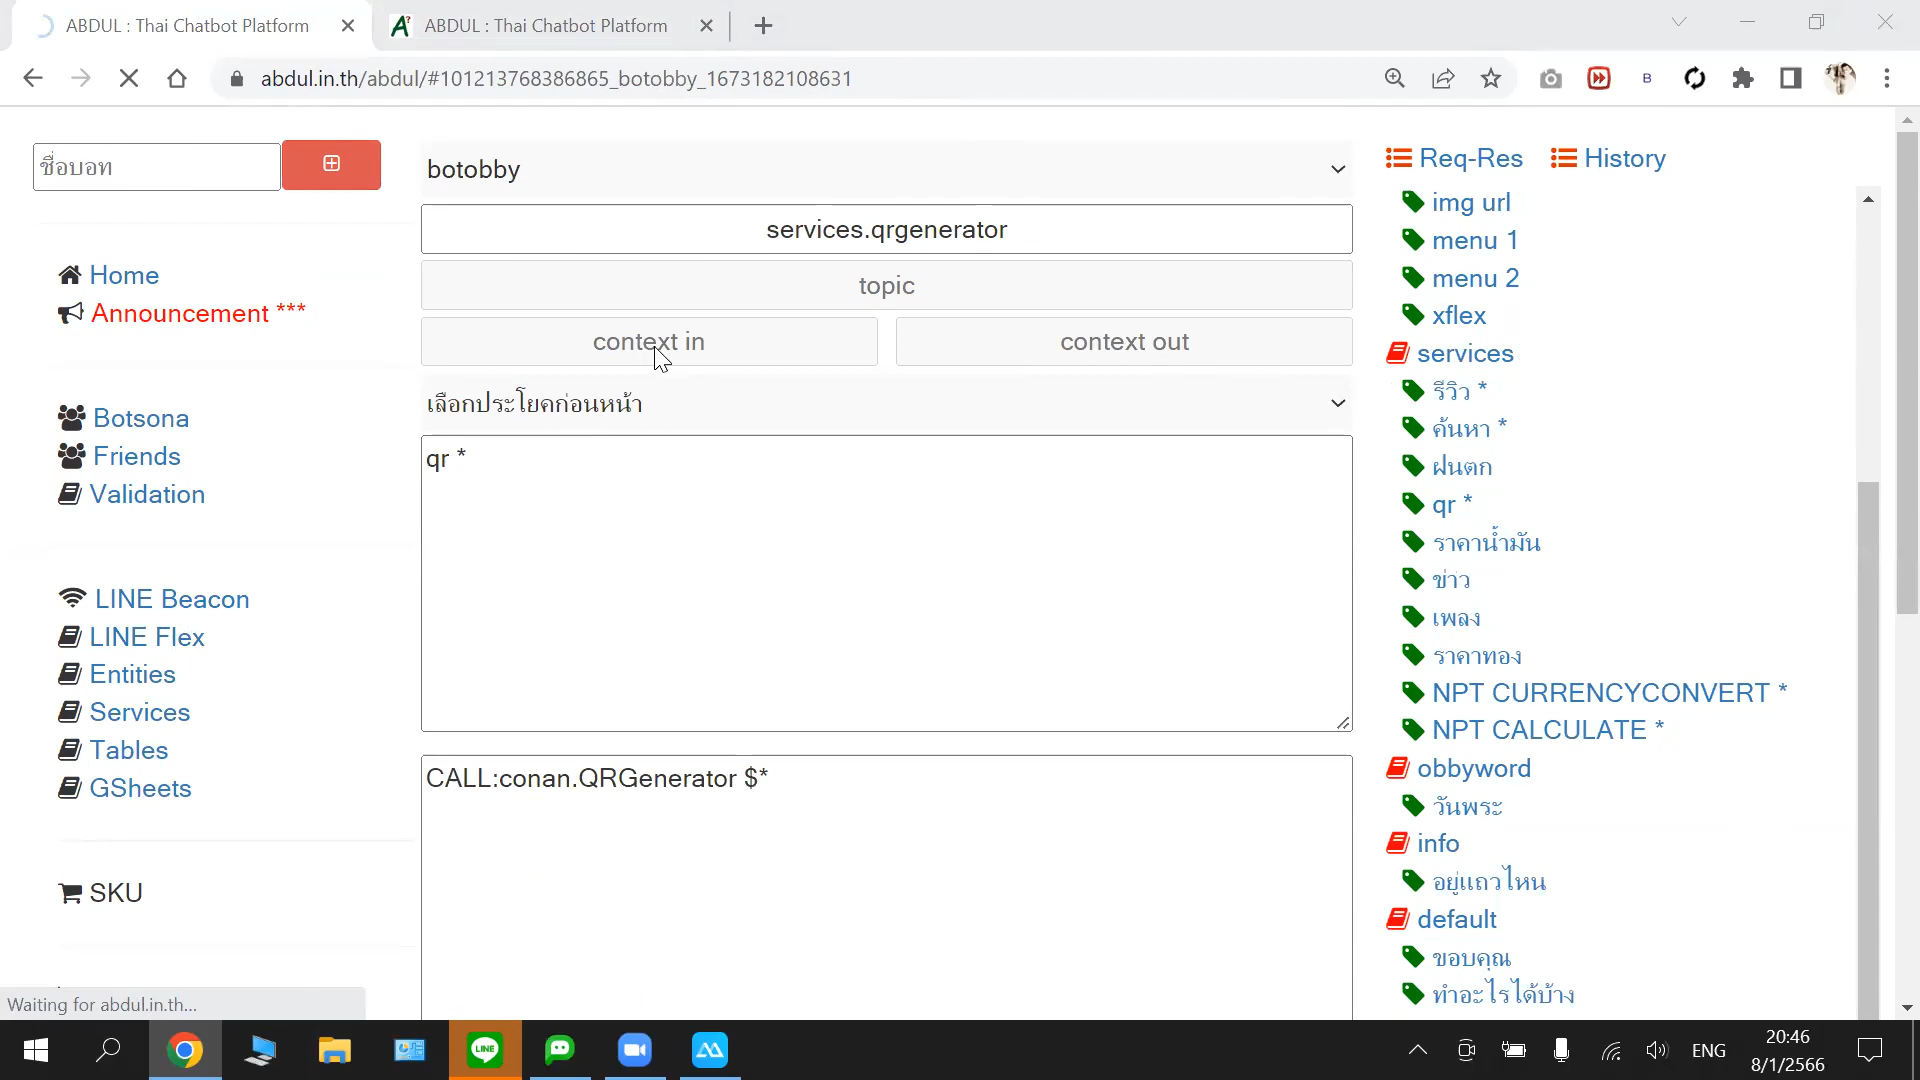 ABDUL : Thai Chatbot Platform
ABDUL : Thai Chatbot Platform
abdul.in.th/abdul/#101213768386865_botobby_1673182108631
B
ชื่อบอท
Home
Announcement ***
Botsona
Friends
Validation
LINE Beacon
LINE Flex
Entities
Services
Tables
GSheets
SKU
Waiting for abdul.in.th...
botobby
services.qrgenerator
topic
context in
context out
เลือกประโยคก่อนหน้า
qr *
CALL:conan.QRGenerator $*
Req-Res
History
img url
menu 1
menu 2
xflex
services
รีวิว *
ค้นหา *
ฝนตก
qr *
ราคาน้ำมัน
ข่าว
เพลง
ราคาทอง
NPT CURRENCYCONVERT *
NPT CALCULATE *
obbyword
วันพระ
info
อยู่แถวไหน
default
ขอบคุณ
ทำอะไรได้บ้าง
LINE
ENG
20:46
8/1/2566